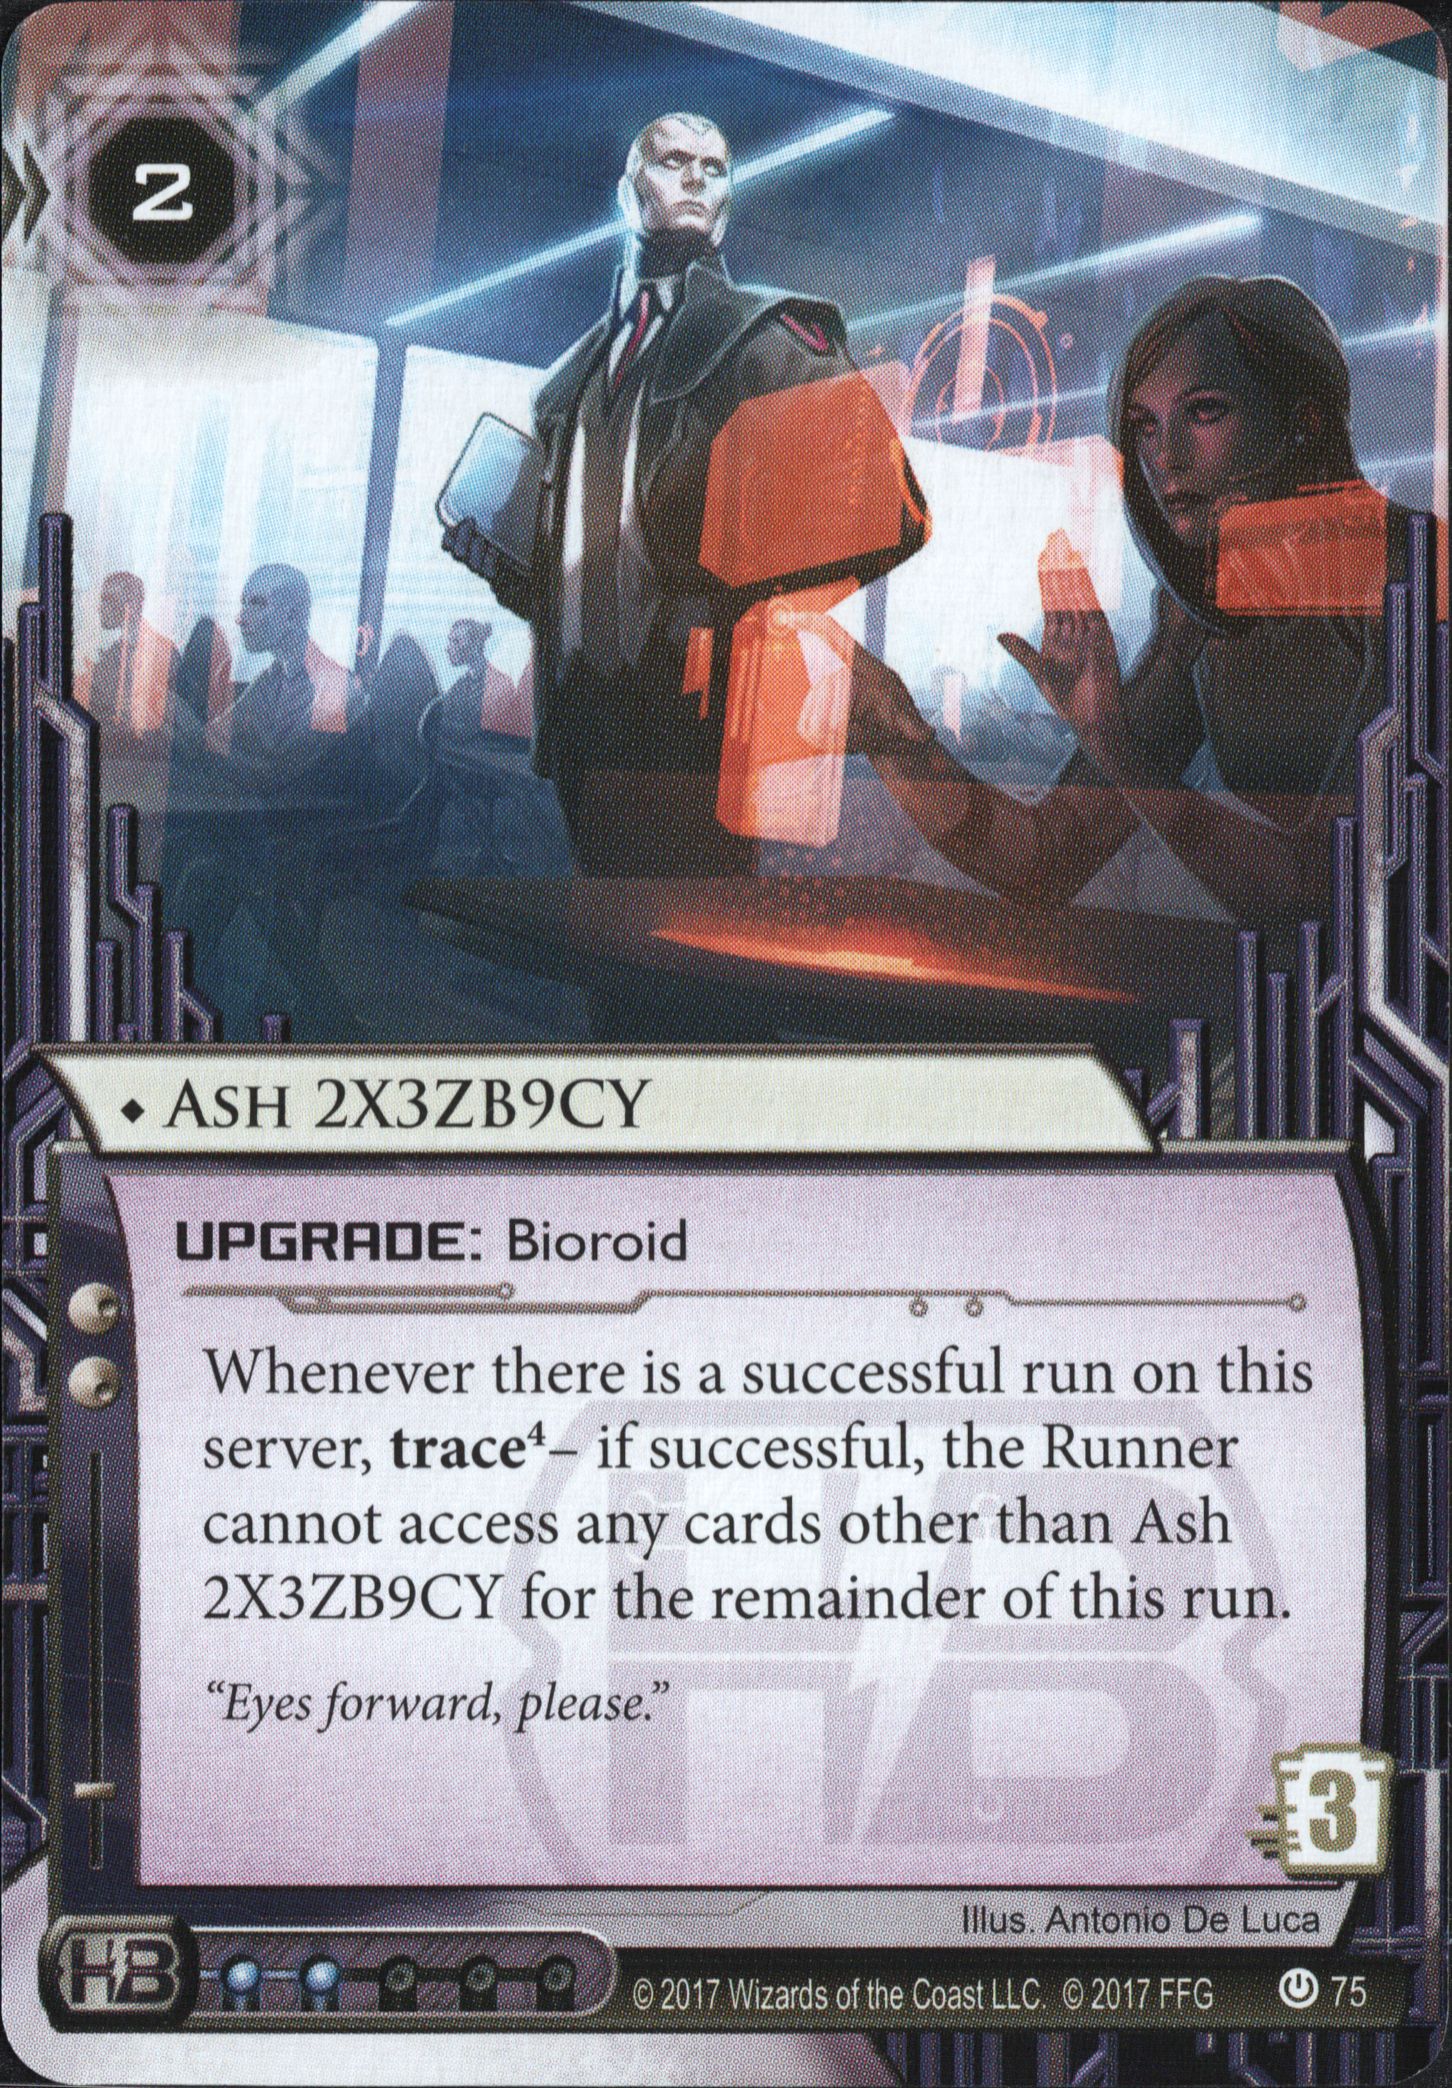 2
◆ ASH 2X3ZB9CY
UPGRADE: Bioroid
Whenever there is a successful run on this
server, trace⁴– if successful, the Runner
cannot access any cards other than Ash
2X3ZB9CY for the remainder of this run.
“Eyes forward, please.”
3
Illus. Antonio De Luca
HB
© 2017 Wizards of the Coast LLC. © 2017 FFG
75